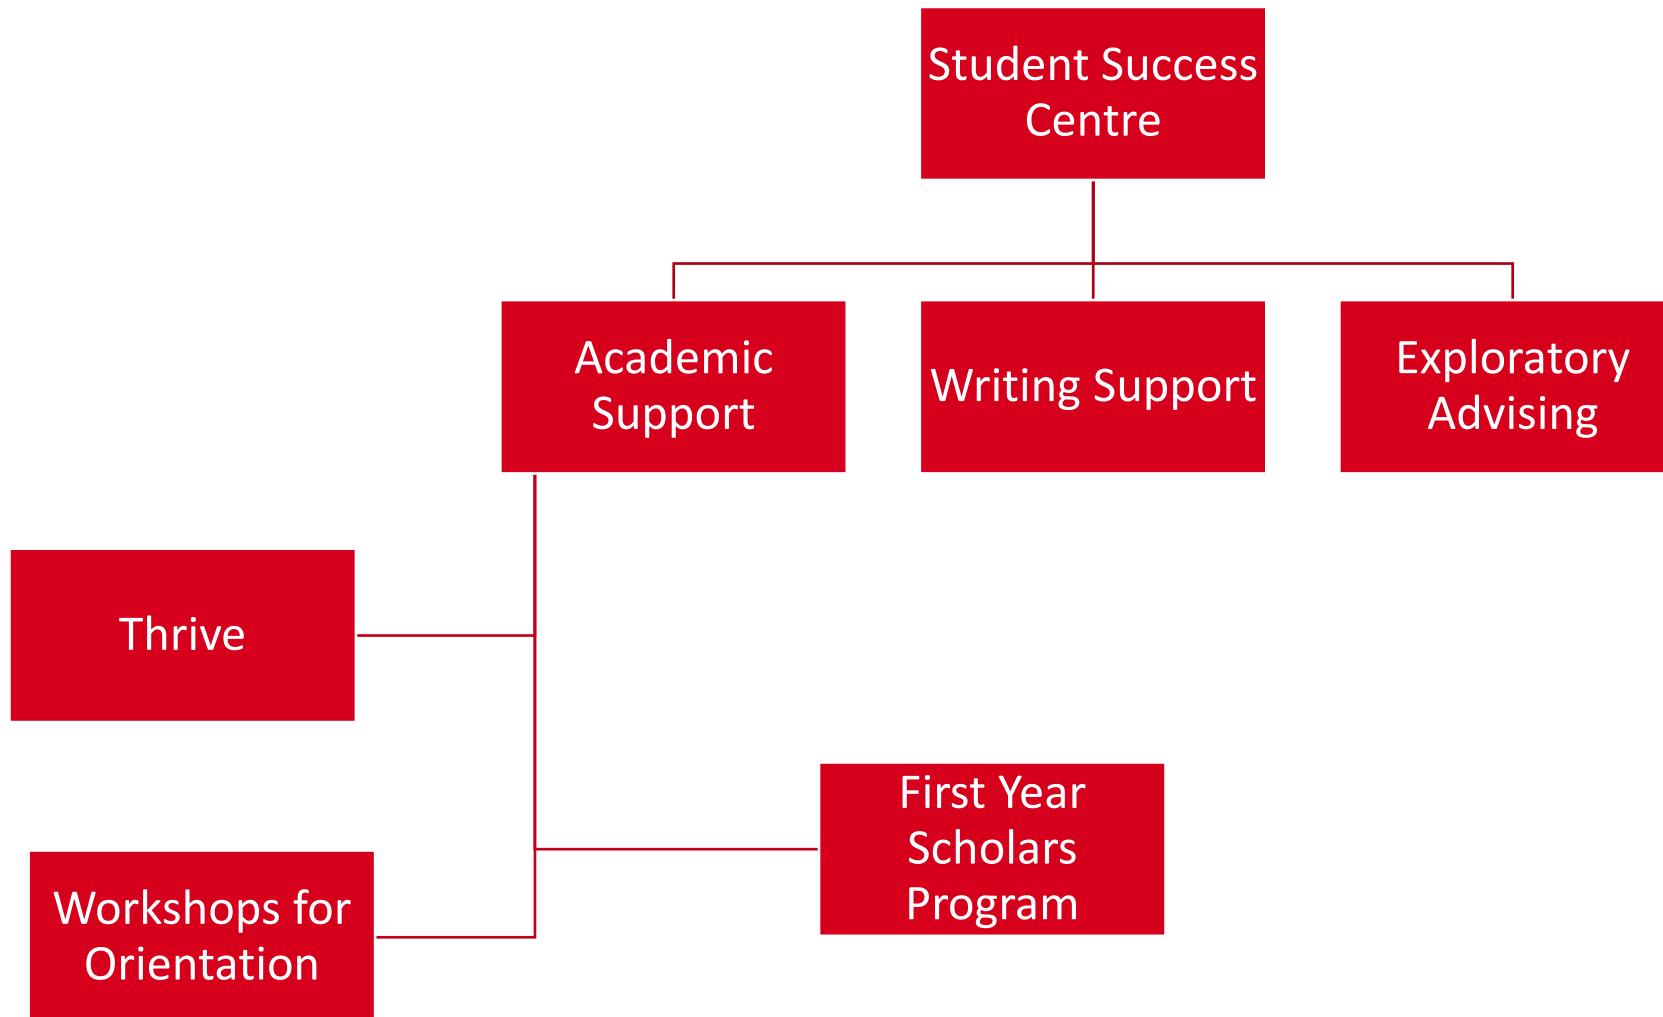 Student Success
Centre
Academic
Support
Writing Support
Exploratory
Advising
Thrive
First Year
Scholars
Program
Workshops for
Orientation